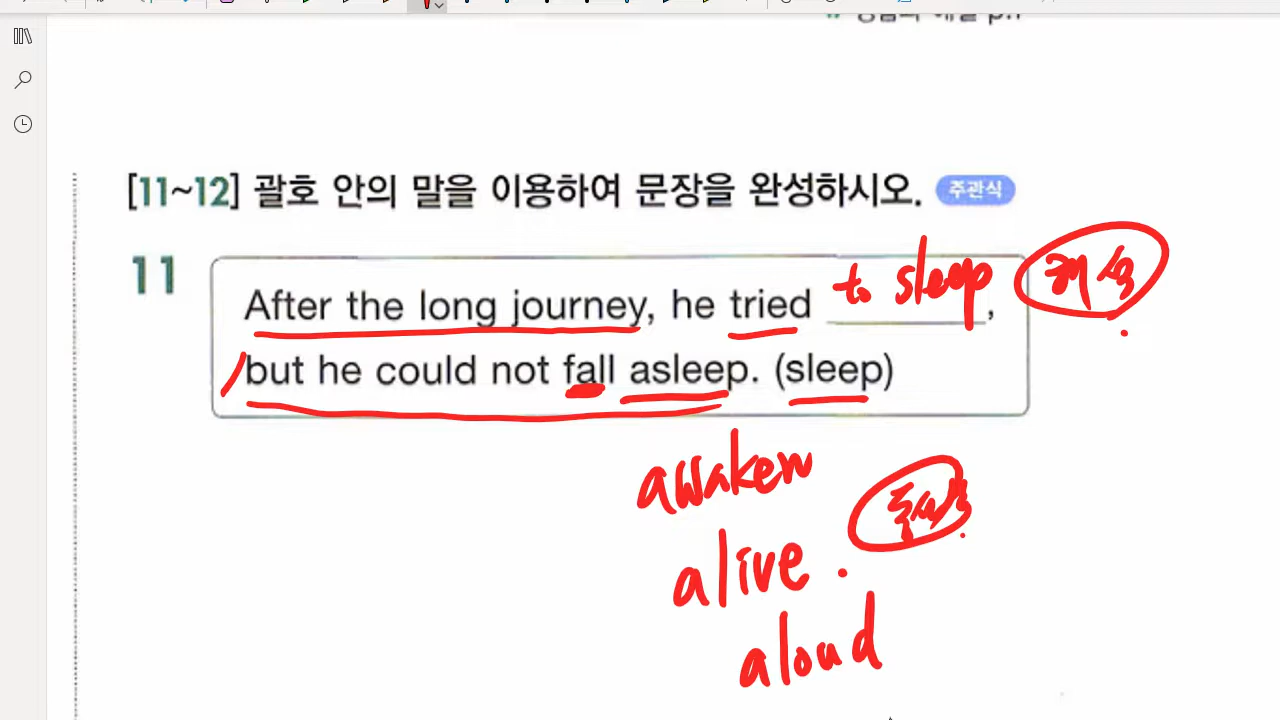 [11~12] 괄호 안의 말을 이용하여 문장을 완성하시오. 주관식
11
to sleep
After the long journey, he tried ________,
but he could not fall asleep. (sleep)
awaken
alive.
aloud